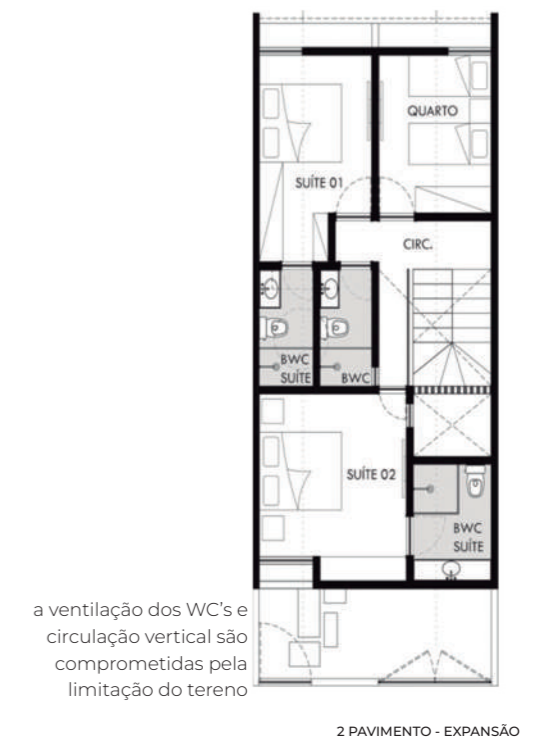 QUARTO
SUÍTE 01
CIRC.
BWC
SUÍTE
BWC
SUÍTE 02
BWC
SUÍTE
a ventilação dos WC’s e
circulação vertical são
comprometidas pela
limitação do tereno
2 PAVIMENTO - EXPANSÃO